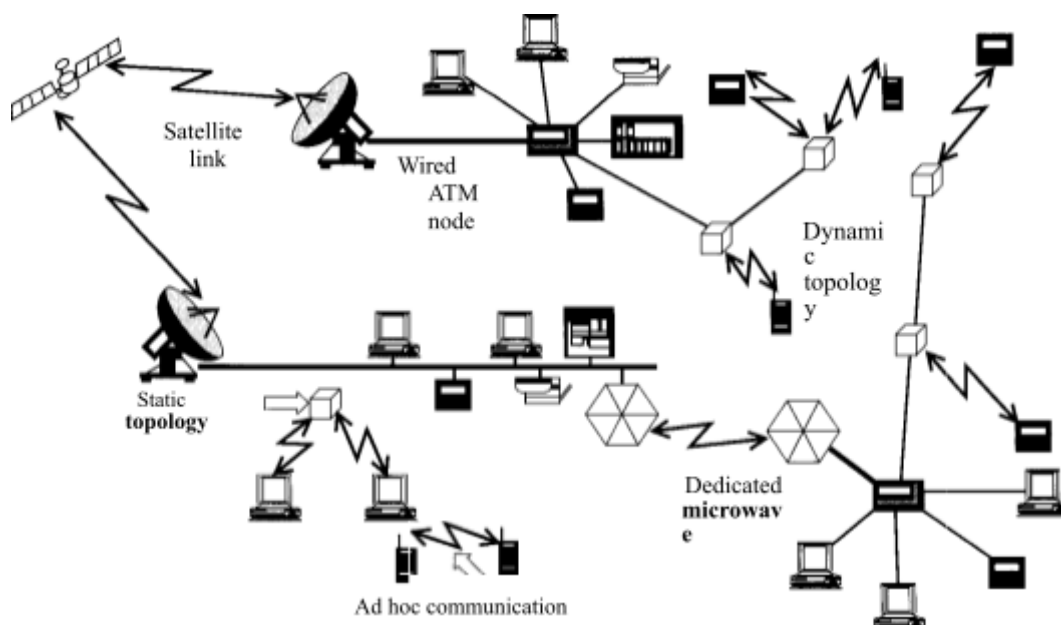 Satellite
link
Wired
ATM
node
Dynami
c
topolog
y
Static
topology
Dedicated
microwav
e
Ad hoc communication